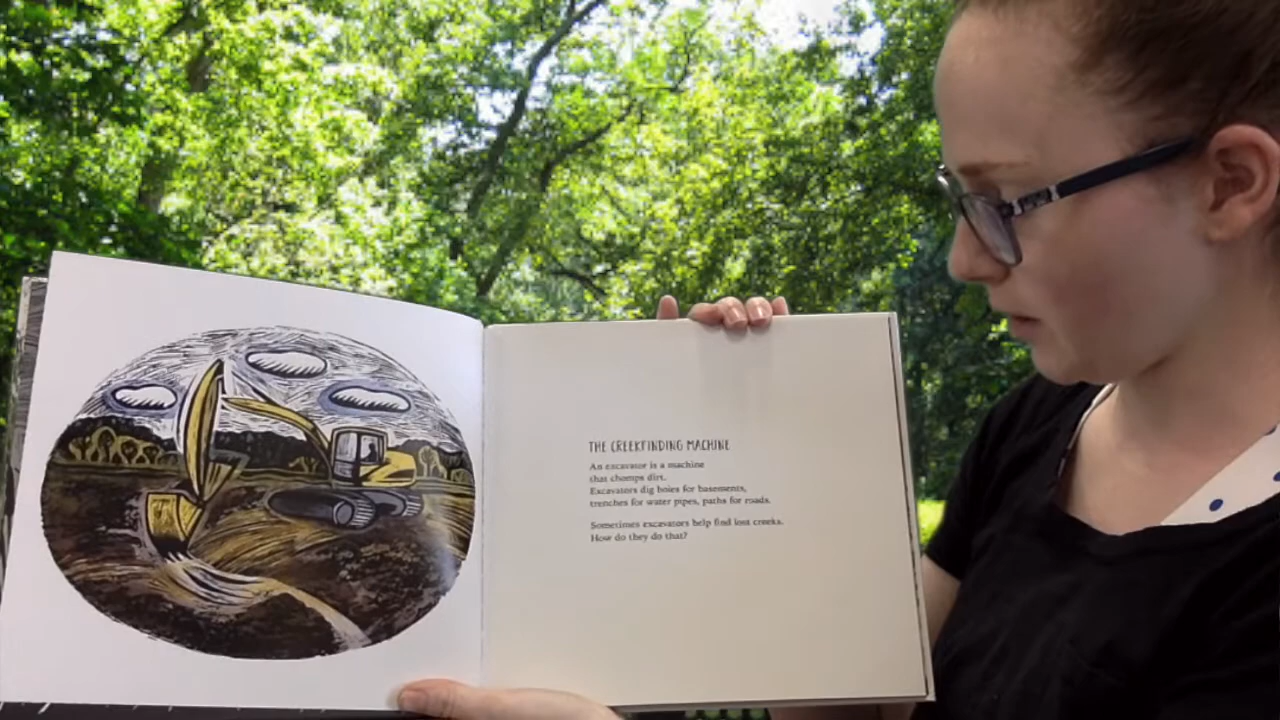 THE CREEKFINDING MACHINE
An excavator is a machine
that chomps dirt.
Excavators dig holes for basements,
trenches for water pipes, paths for roads.
Sometimes excavators help find lost creeks.
How do they do that?